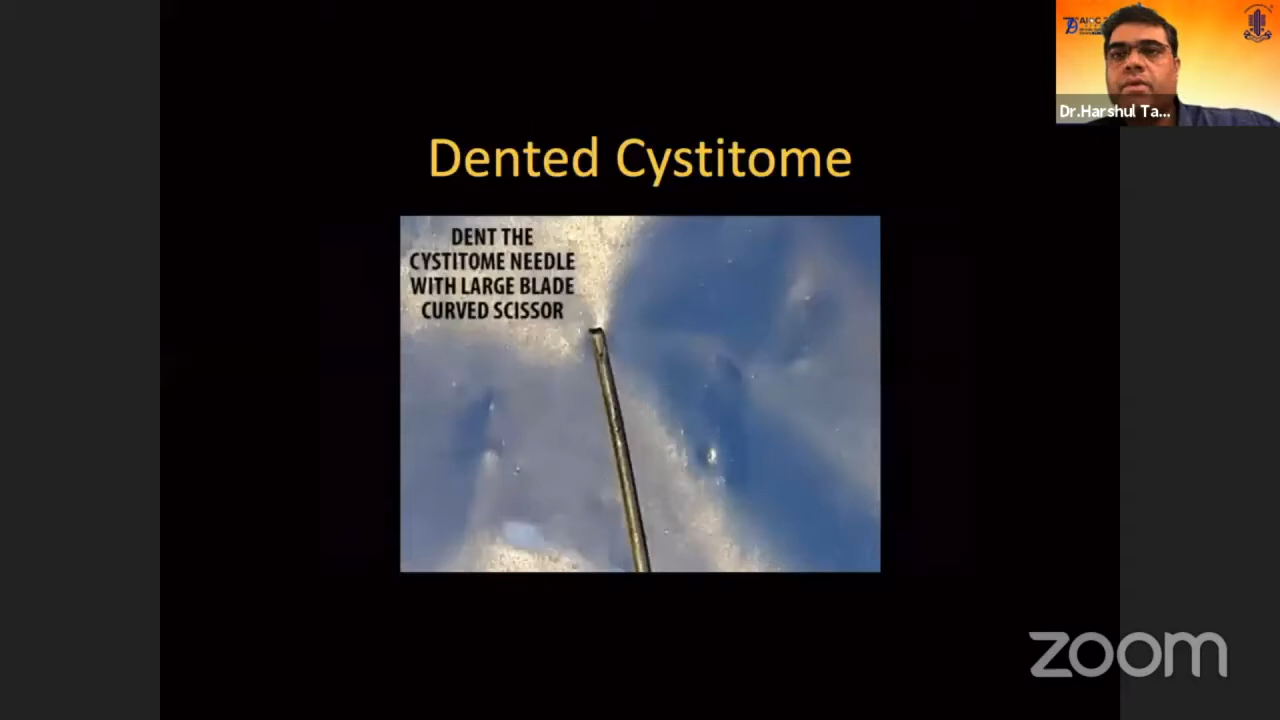 Dented Cystitome
DENT THE
CYSTITOME NEEDLE
WITH LARGE BLADE
CURVED SCISSOR
Dr.Harshul Ta...
zoom